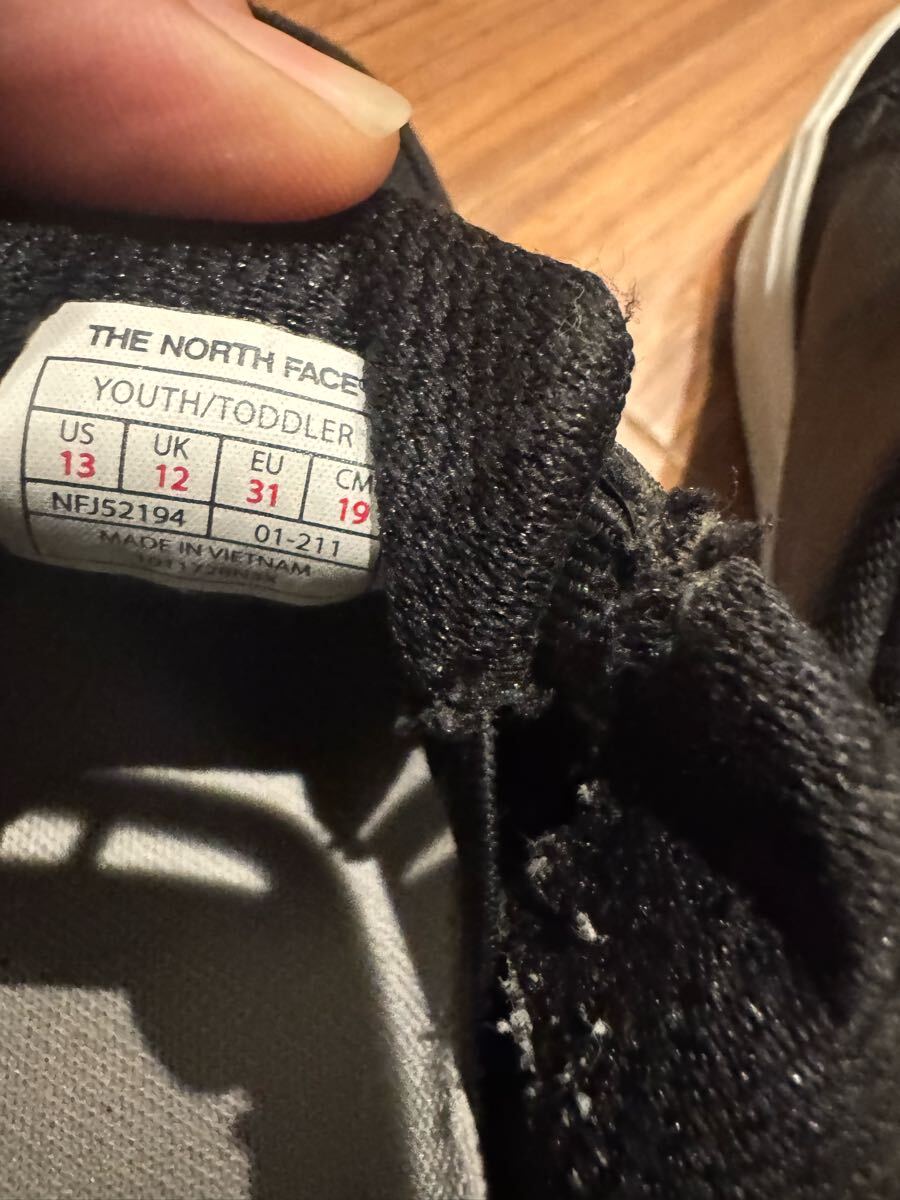 THE NORTH FACE
YOUTH/TODDLER
US UK EU CM
13 12 31 19
NFJ52194 01-211
MADE IN VIETNAM